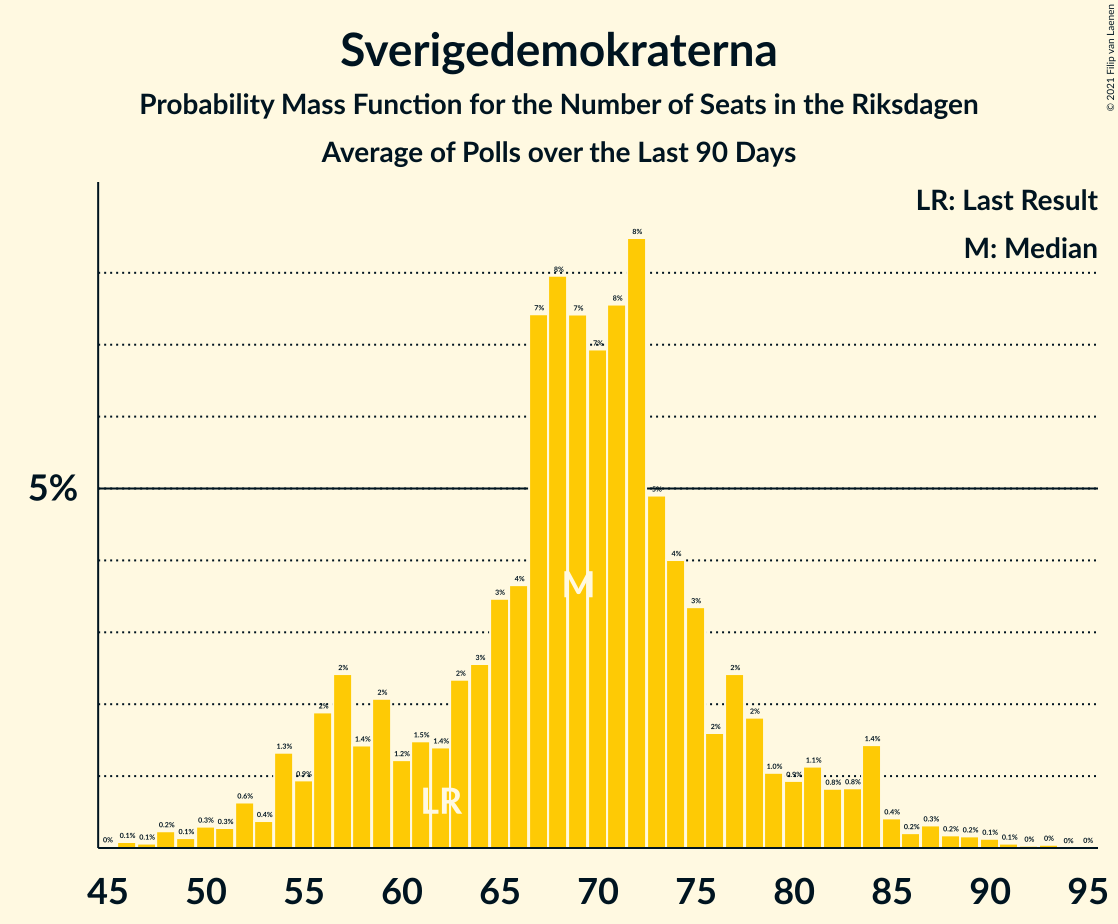 Sverigedemokraterna
Probability Mass Function for the Number of Seats in the Riksdagen
Average of Polls over the Last 90 Days
© 2021 Filip van Laenen
LR: Last Result
M: Median
5%
0% 0.1% 0.1% 0.2% 0.1% 0.3% 0.3% 0.6% 0.4% 1.3% 0.9% 2% 2% 1.4% 2% 1.2% 1.5% 1.4% 2% 3% 3% 4% 7% 8% 7% 7% 8% 8% 5% 4% 3% 2% 2% 2% 1.0% 0.9% 1.1% 0.8% 0.8% 1.4% 0.4% 0.2% 0.3% 0.2% 0.2% 0.1% 0.1% 0% 0% 0% 0%
M
LR
45 50 55 60 65 70 75 80 85 90 95